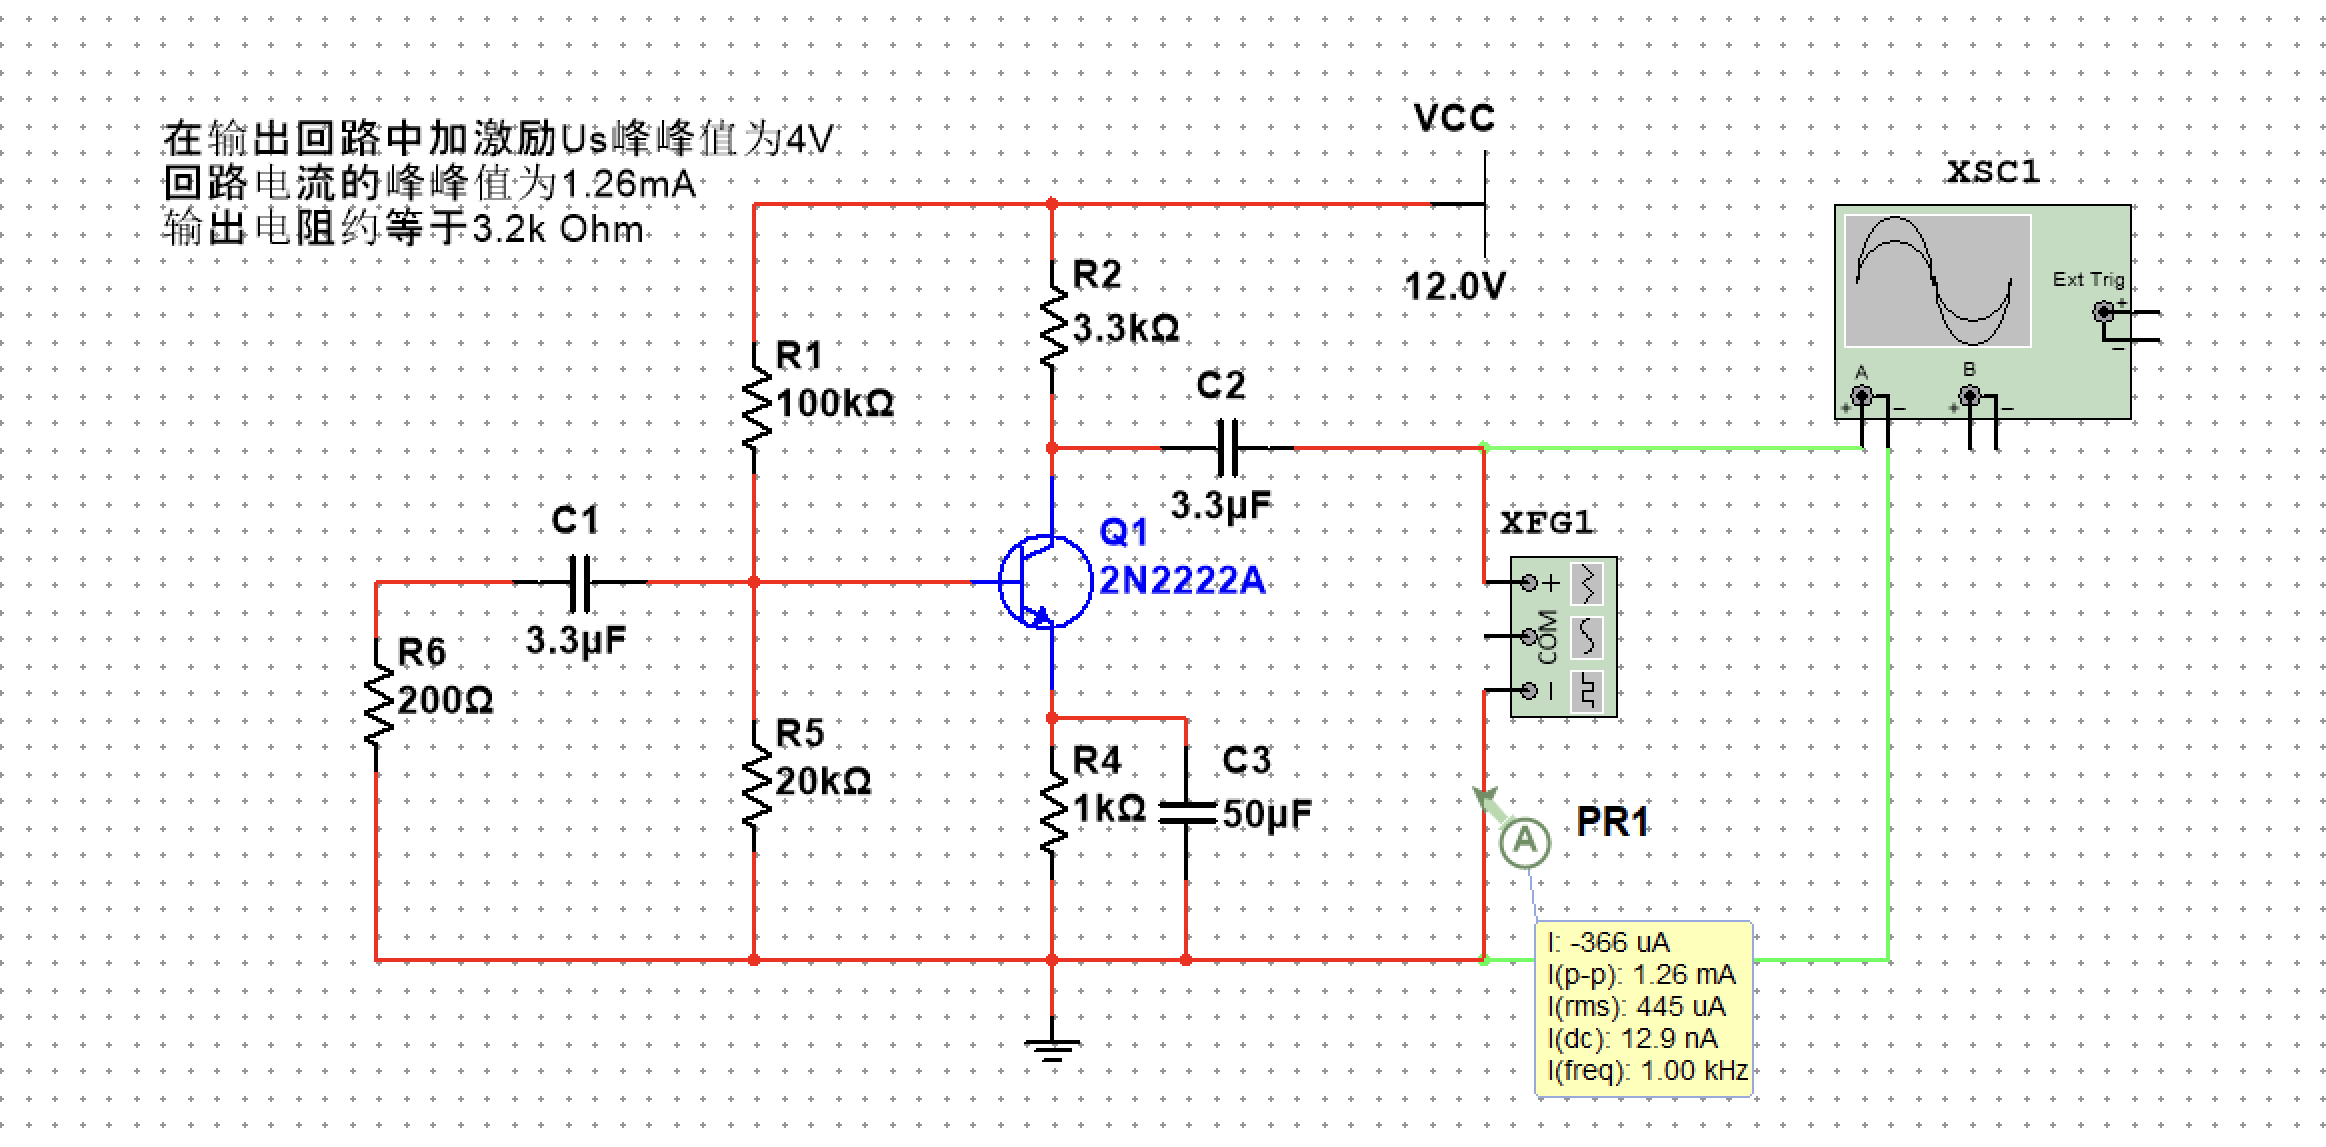 在输出回路中加激励Us峰峰值为4V
回路电流的峰峰值为1.26mA
输出电阻约等于3.2k Ohm
VCC
12.0V
XSC1
Ext Trig
+
−
A
B
+
−
+
−
R2
3.3kΩ
R1
100kΩ
C2
3.3µF
C1
3.3µF
Q1
2N2222A
XFG1
+
COM
−
R6
200Ω
R5
20kΩ
R4
1kΩ
C3
50µF
PR1
A
I: -366 uA
I(p-p): 1.26 mA
I(rms): 445 uA
I(dc): 12.9 nA
I(freq): 1.00 kHz